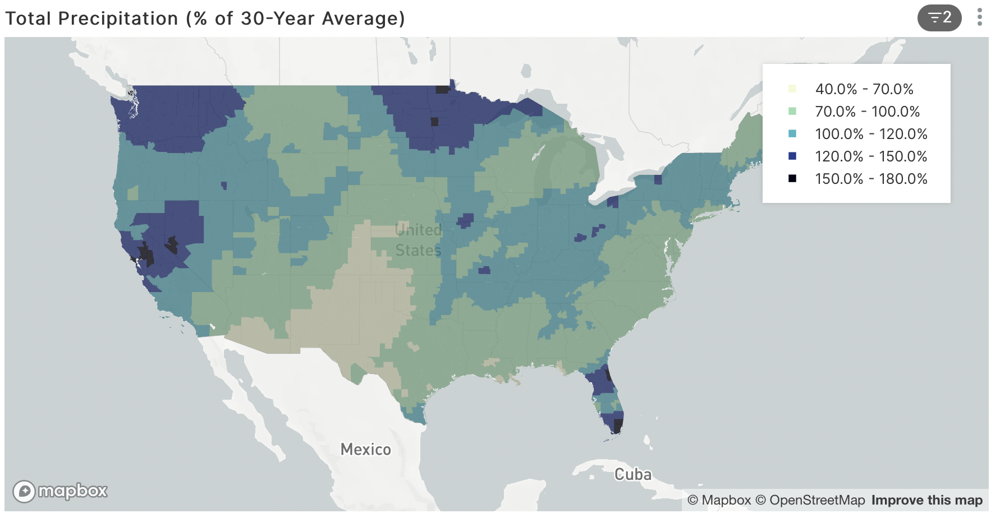 Total Precipitation (% of 30-Year Average)
2
40.0% - 70.0%
70.0% - 100.0%
100.0% - 120.0%
120.0% - 150.0%
150.0% - 180.0%
United
States
Mexico
Cuba
mapbox
© Mapbox © OpenStreetMap Improve this map